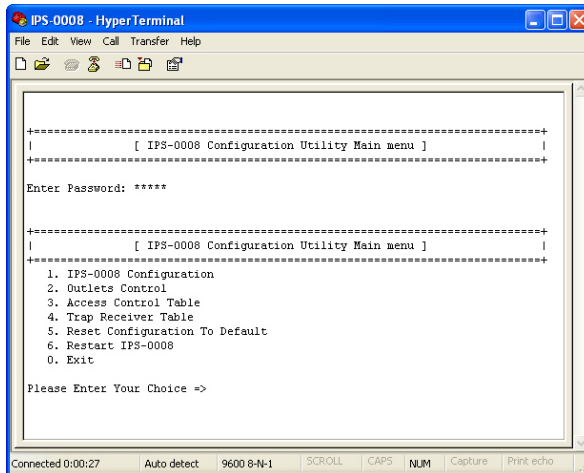 IPS-0008 - HyperTerminal
File Edit View Call Transfer Help
+=============================================================================+
| [ IPS-0008 Configuration Utility Main menu ] |
+=============================================================================+
Enter Password: *****
+=============================================================================+
| [ IPS-0008 Configuration Utility Main menu ] |
+=============================================================================+
1. IPS-0008 Configuration
2. Outlets Control
3. Access Control Table
4. Trap Receiver Table
5. Reset Configuration To Default
6. Restart IPS-0008
0. Exit
Please Enter Your Choice =>
Connected 0:00:27 Auto detect 9600 8-N-1 SCROLL CAPS NUM Capture Print echo